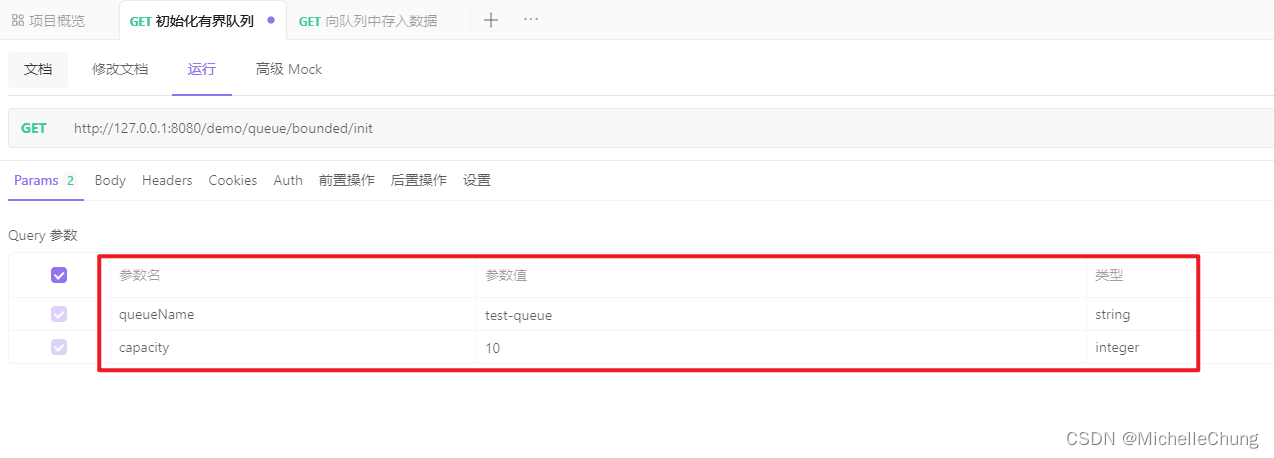 项目概览 GET 初始化有界队列 GET 向队列中存入数据
文档 修改文档 运行 高级 Mock
GET http://127.0.0.1:8080/demo/queue/bounded/init
Params 2 Body Headers Cookies Auth 前置操作 后置操作 设置
Query 参数
参数名 参数值 类型
queueName test-queue string
capacity 10 integer
CSDN @MichelleChung